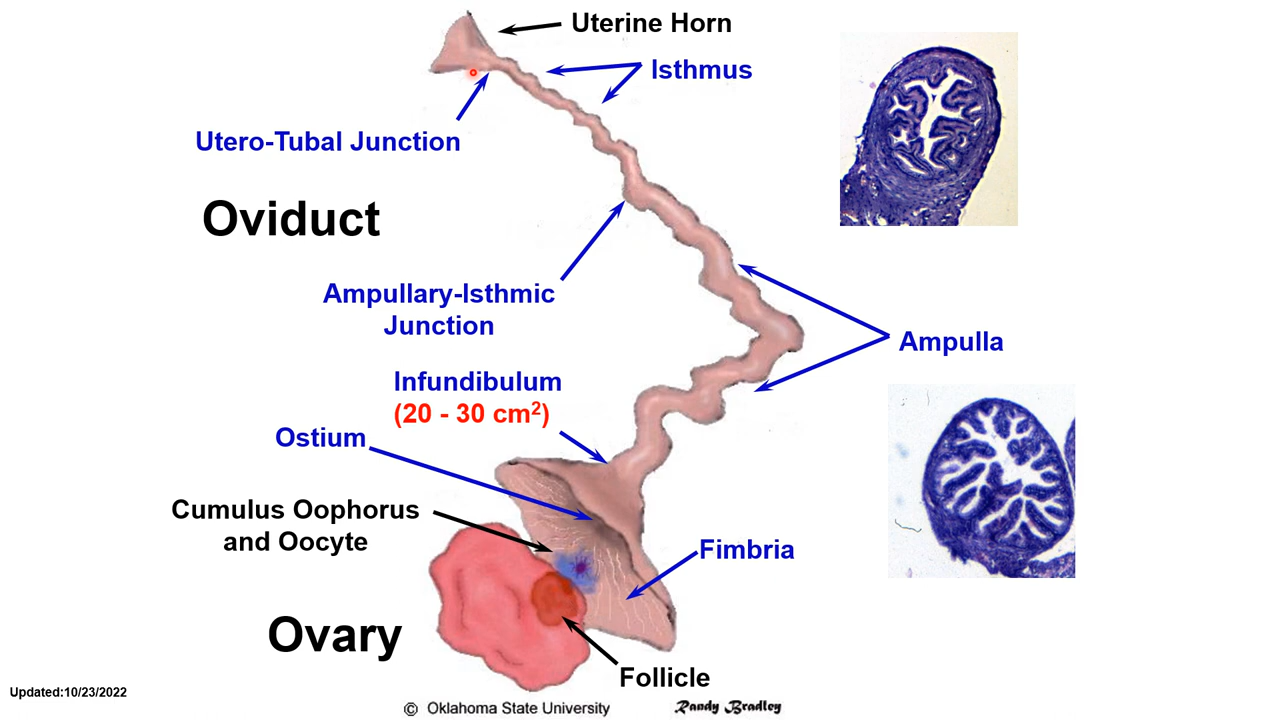 Uterine Horn
Isthmus
Utero-Tubal Junction
Oviduct
Ampullary-Isthmic
Junction
Ampulla
Infundibulum
(20 - 30 cm²)
Ostium
Cumulus Oophorus
and Oocyte
Fimbria
Ovary
Follicle
Updated:10/23/2022
© Oklahoma State University
Randy Bradley